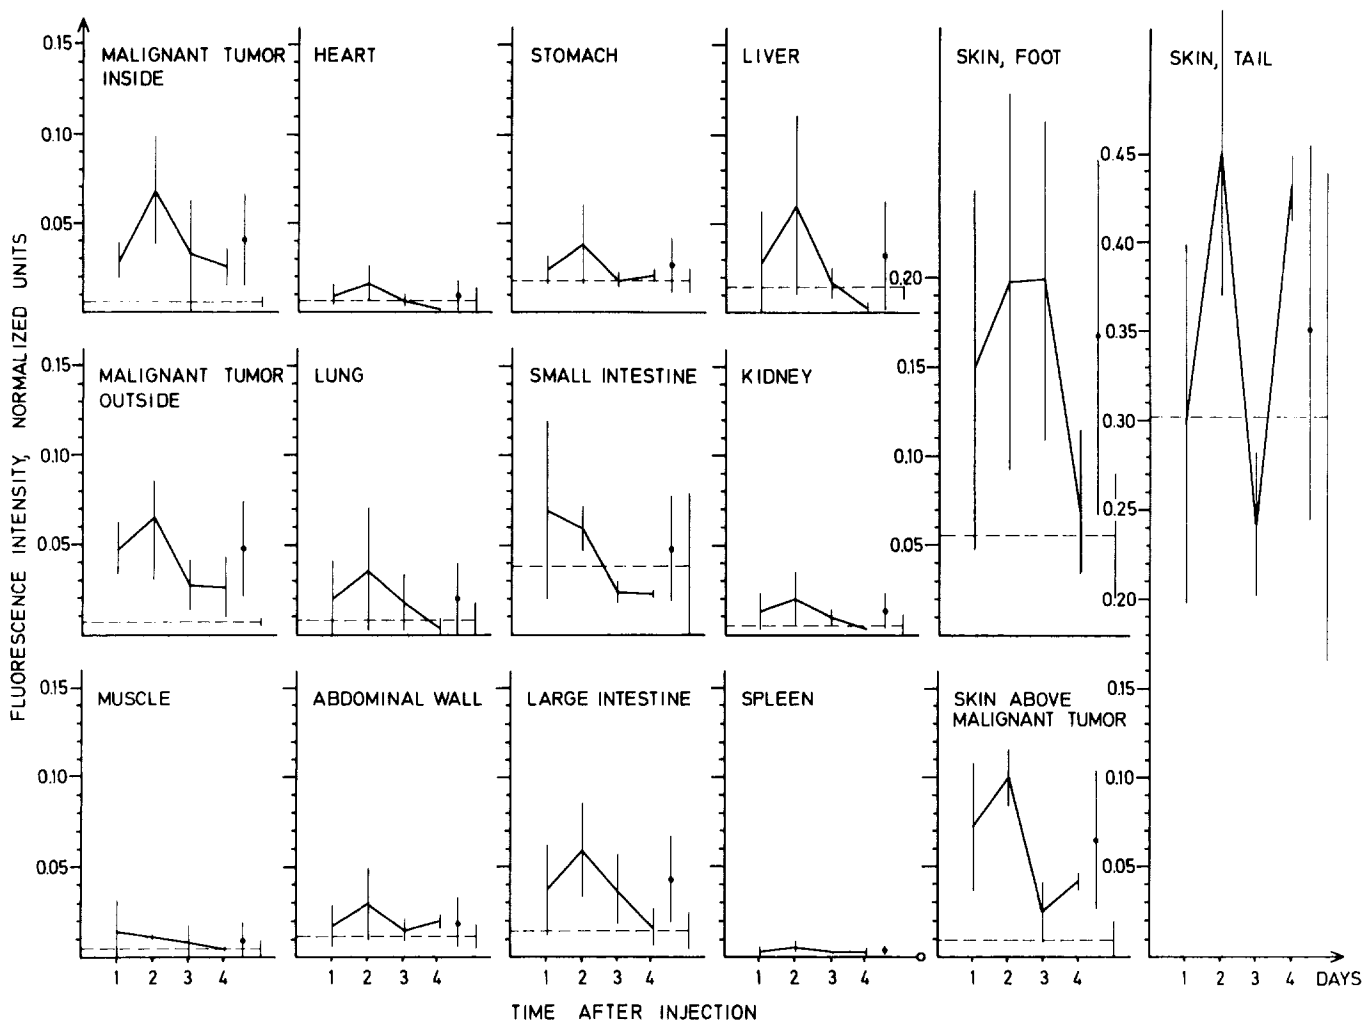 FLUORESCENCE INTENSITY, NORMALIZED UNITS
0.15
0.10
0.05
MALIGNANT TUMOR
INSIDE
HEART
STOMACH
LIVER
0.20
0.15
0.10
0.05
SKIN, FOOT
0.45
0.40
0.35
0.30
0.25
0.20
0.15
0.10
0.05
SKIN, TAIL
0.15
0.10
0.05
MALIGNANT TUMOR
OUTSIDE
LUNG
SMALL INTESTINE
KIDNEY
0.15
0.10
0.05
MUSCLE
ABDOMINAL WALL
LARGE INTESTINE
SPLEEN
SKIN ABOVE
MALIGNANT TUMOR
1 2 3 4
1 2 3 4
1 2 3 4
1 2 3 4
1 2 3 4
1 2 3 4 DAYS
TIME AFTER INJECTION